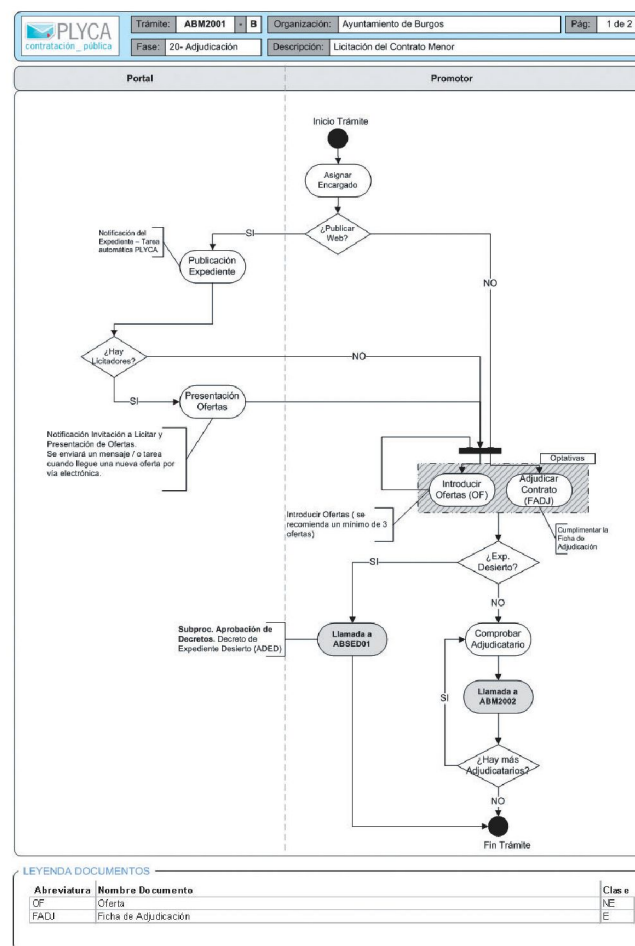 PLYCA
contratación_pública
Trámite: ABM2001 - B
Organización: Ayuntamiento de Burgos
Pág: 1 de 2
Fase: 20- Adjudicación
Descripción: Licitación del Contrato Menor
Portal
Promotor
Inicio Trámite
Asignar
Encargado
¿Publicar
Web?
SI
NO
Notificación del
Expediente – Tarea
automática PLYCA.
Publicación
Expediente
¿Hay
Licitadores?
NO
SI
Presentación
Ofertas
Notificación Invitación a Licitar y
Presentación de Ofertas.
Se enviará un mensaje / o tarea
cuando llegue una nueva oferta por
vía electrónica.
Optativas
Introducir
Ofertas (OF)
Adjudicar
Contrato
(FADJ)
Introducir Ofertas ( se
recomienda un mínimo de 3
ofertas)
Cumplimentar la
Ficha de
Adjudicación
¿Exp.
Desierto?
SI
NO
Subproc. Aprobación de
Decretos. Decreto de
Expediente Desierto (ADED)
Llamada a
ABSED01
Comprobar
Adjudicatario
SI
Llamada a
ABM2002
¿Hay más
Adjudicatarios?
NO
Fin Trámite
LEYENDA DOCUMENTOS
Abreviatura Nombre Documento Clase
OF Oferta NE
FADJ Ficha de Adjudicación E